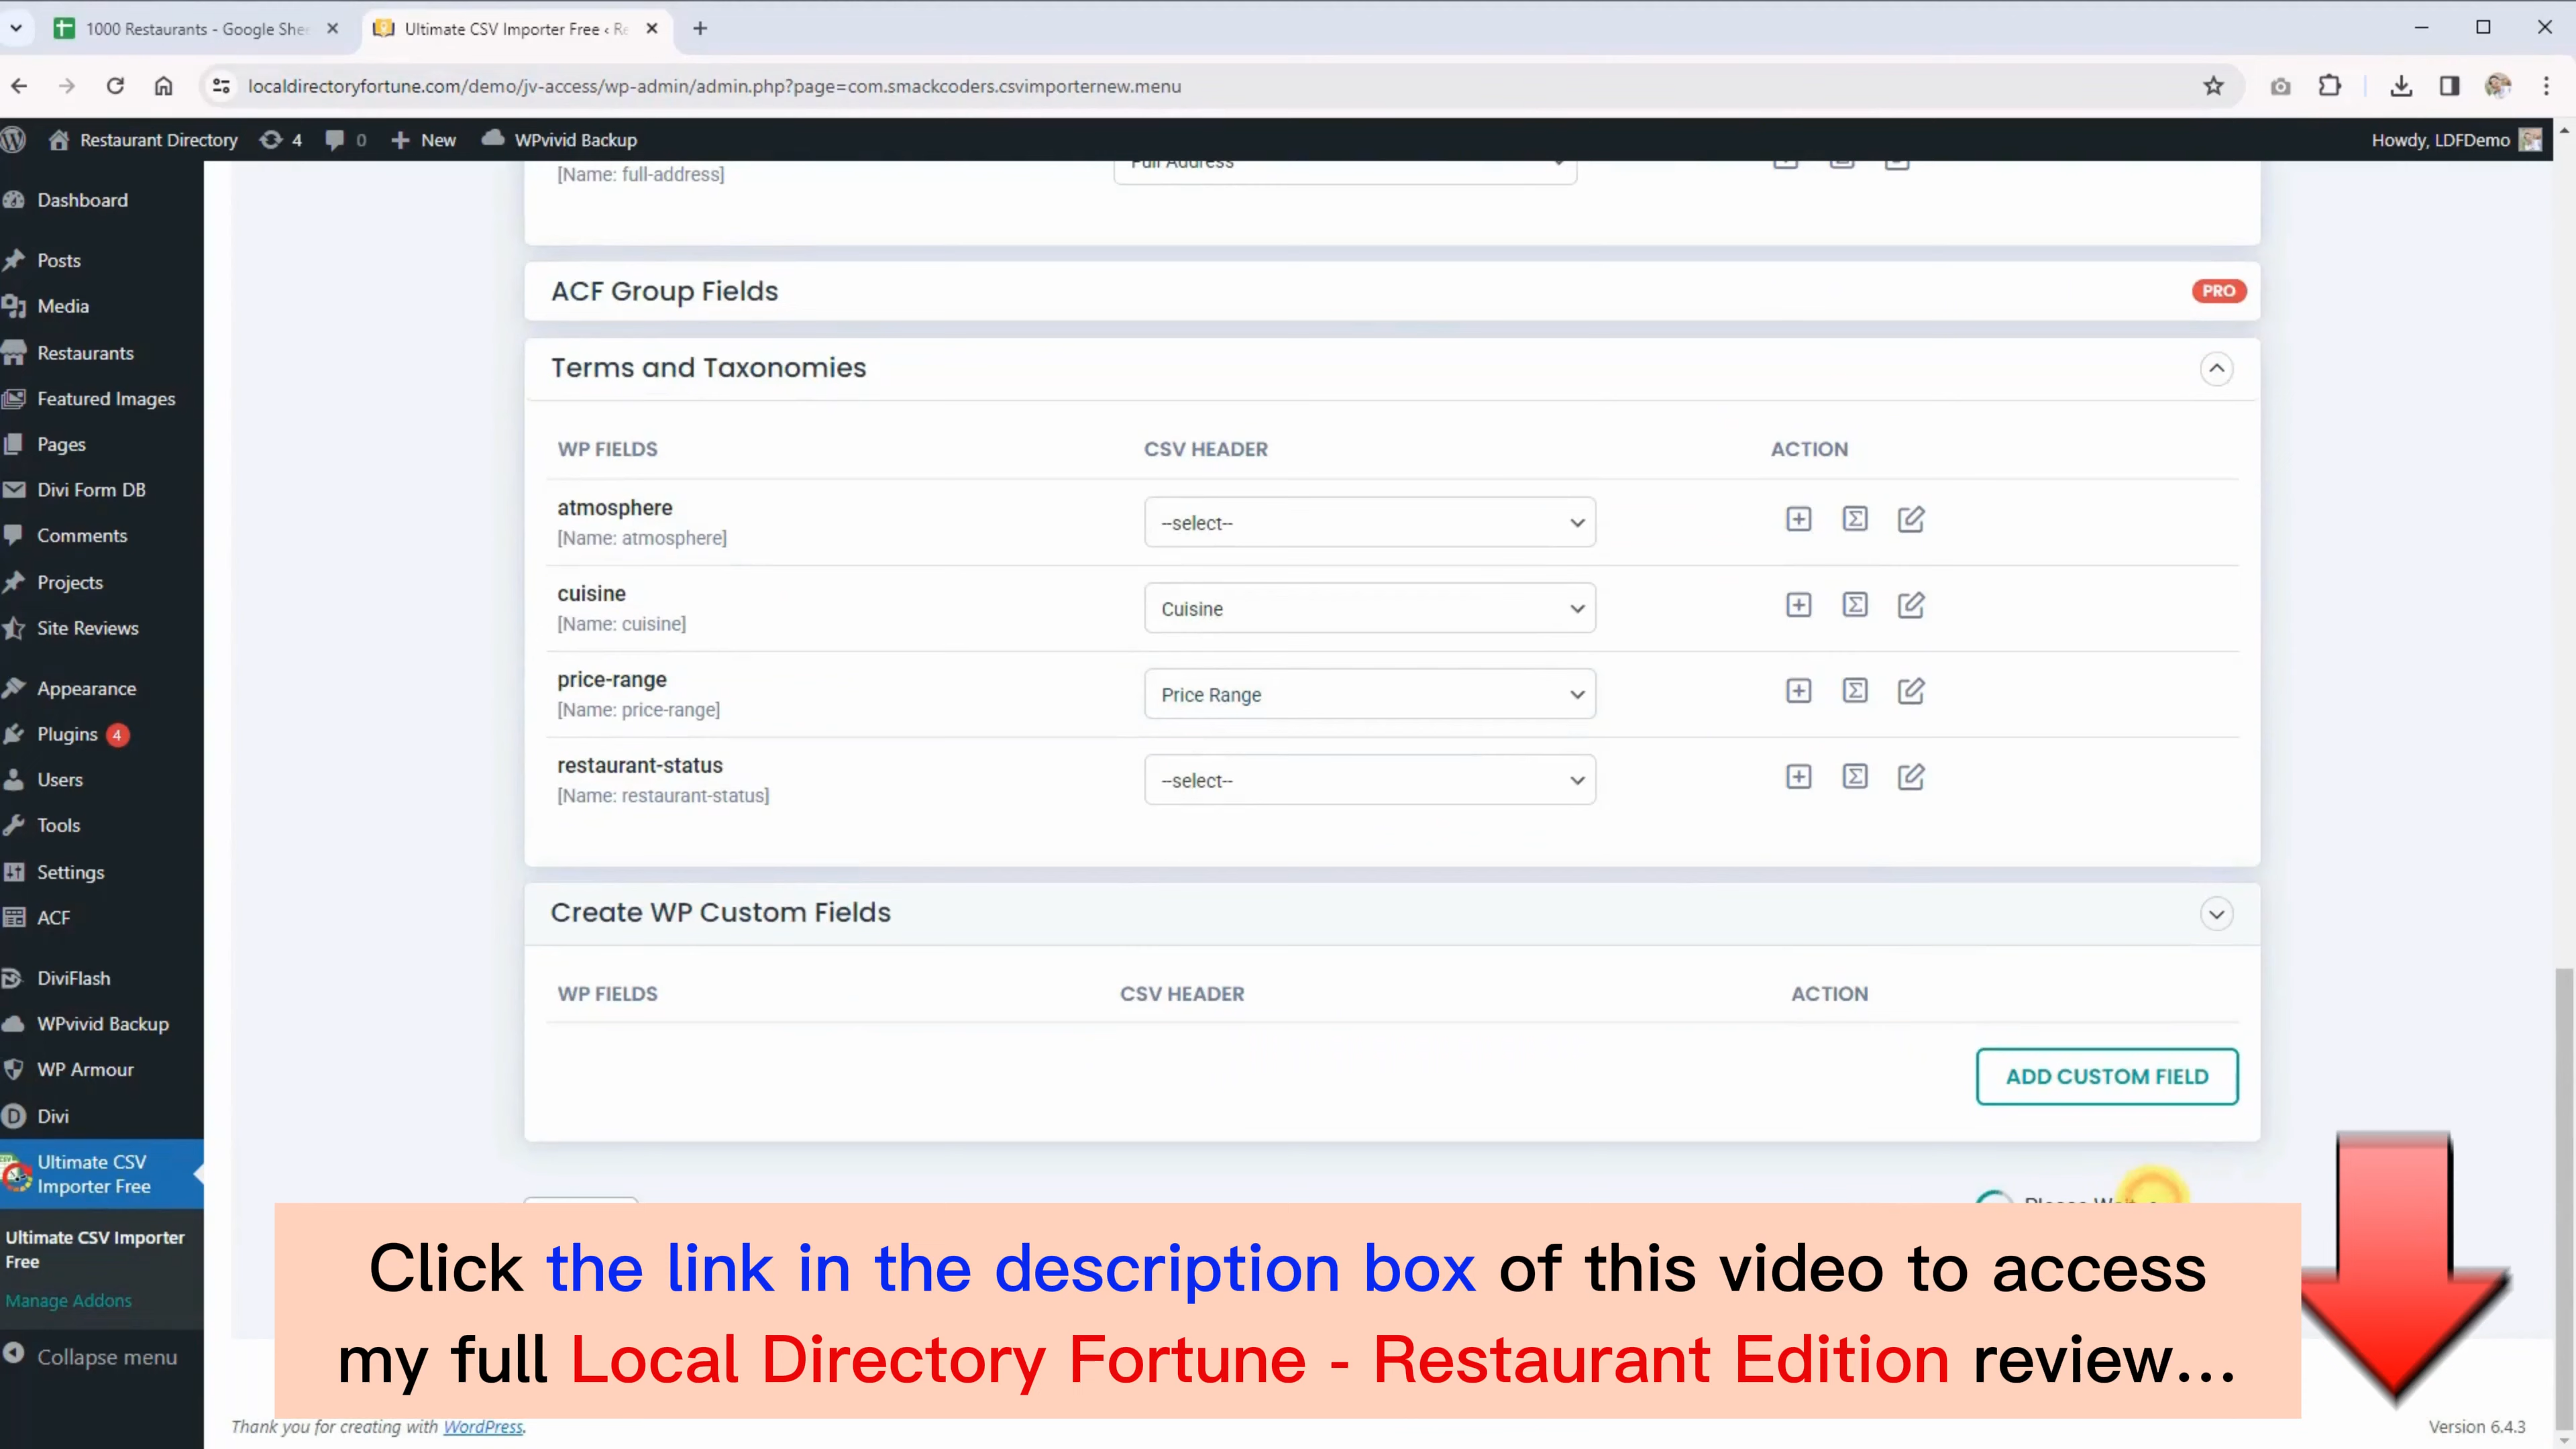 1000 Restaurants - Google She
Ultimate CSV Importer Free ‹ Re
localdirectoryfortune.com/demo/jv-access/wp-admin/admin.php?page=com.smackcoders.csvimporternew.menu
Restaurant Directory 4 0 New WPvivid Backup
Howdy, LDFDemo
Dashboard
Posts
Media
Restaurants
Featured Images
Pages
Divi Form DB
Comments
Projects
Site Reviews
Appearance
Plugins 4
Users
Tools
Settings
ACF
DiviFlash
WPvivid Backup
WP Armour
Divi
Ultimate CSV
Importer Free
Ultimate CSV Importer
Free
Manage Addons
Collapse menu
Full Address
[Name: full-address]
ACF Group Fields
PRO
Terms and Taxonomies
WP FIELDS CSV HEADER ACTION
atmosphere
[Name: atmosphere]
--select--
cuisine
[Name: cuisine]
Cuisine
price-range
[Name: price-range]
Price Range
restaurant-status
[Name: restaurant-status]
--select--
Create WP Custom Fields
WP FIELDS CSV HEADER ACTION
ADD CUSTOM FIELD
Click the link in the description box of this video to access
my full Local Directory Fortune - Restaurant Edition review...
Thank you for creating with WordPress.
Version 6.4.3